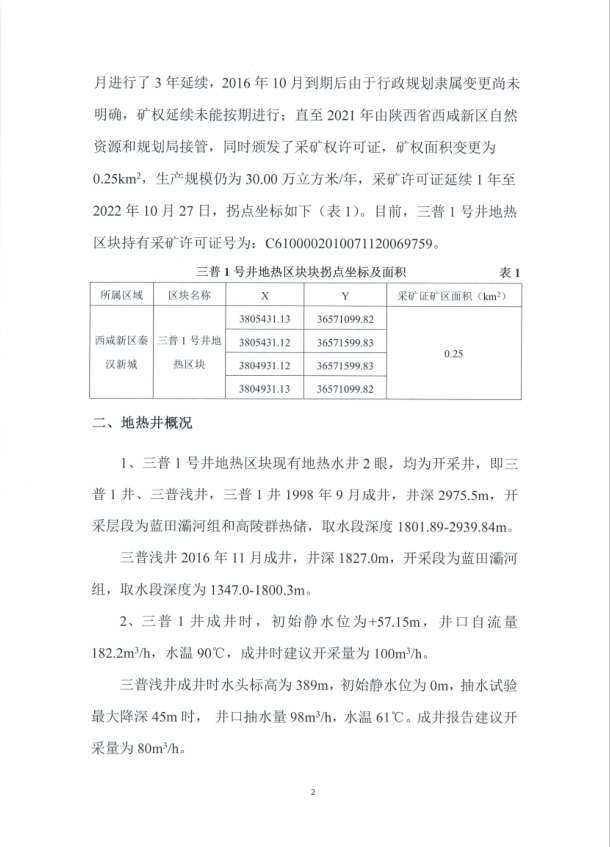 月进行了 3 年延续，2016 年 10 月到期后由于行政规划隶属变更尚未
明确，矿权延续未能按期进行；直至 2021 年由陕西省西咸新区自然
资源和规划局接管，同时颁发了采矿权许可证，矿权面积变更为
0.25km²，生产规模仍为 30.00 万立方米/年，采矿许可证延续 1 年至
2022 年 10 月 27 日，拐点坐标如下（表 1）。目前，三普 1 号井地热
区块持有采矿许可证号为：C6100002010071120069759。
三普 1 号井地热区块块拐点坐标及面积 表 1
所属区域 区块名称 X Y 采矿证矿区面积（km²）
西咸新区秦
汉新城
三普 1 号井地
热区块
3805431.13 36571099.82
3805431.12 36571599.83
3804931.12 36571599.83
3804931.13 36571099.82
0.25
二、地热井概况
1、三普 1 号井地热区块现有地热水井 2 眼，均为开采井，即三
普 1 井、三普浅井，三普 1 井 1998 年 9 月成井，井深 2975.5m，开
采层段为蓝田灞河组和高陵群热储，取水段深度 1801.89-2939.84m。
三普浅井 2016 年 11 月成井，井深 1827.0m，开采段为蓝田灞河
组，取水段深度为 1347.0-1800.3m。
2、三普 1 井成井时，初始静水位为+57.15m，井口自流量
182.2m³/h，水温 90℃，成井时建议开采量为 100m³/h。
三普浅井成井时水头标高为 389m，初始静水位为 0m，抽水试验
最大降深 45m 时， 井口抽水量 98m³/h，水温 61℃。成井报告建议开
采量为 80m³/h。
2